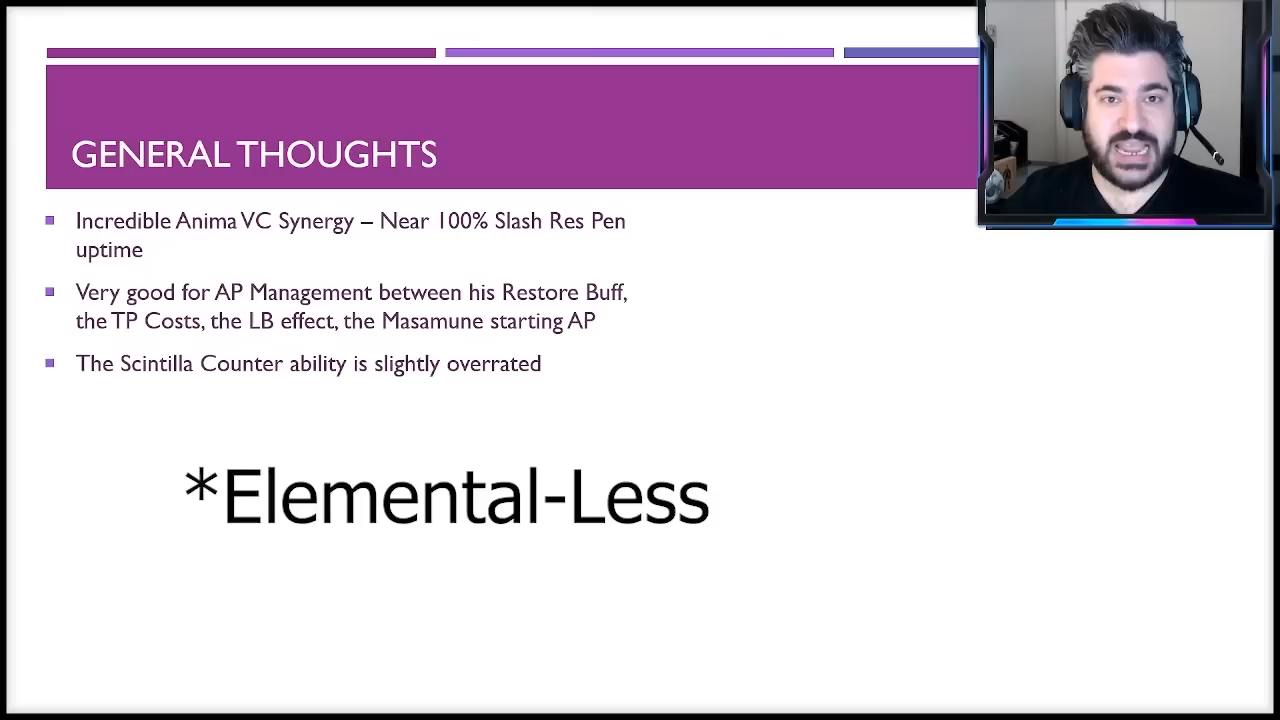 GENERAL THOUGHTS
Incredible Anima VC Synergy – Near 100% Slash Res Pen
uptime
Very good for AP Management between his Restore Buff,
the TP Costs, the LB effect, the Masamune starting AP
The Scintilla Counter ability is slightly overrated
*Elemental-Less